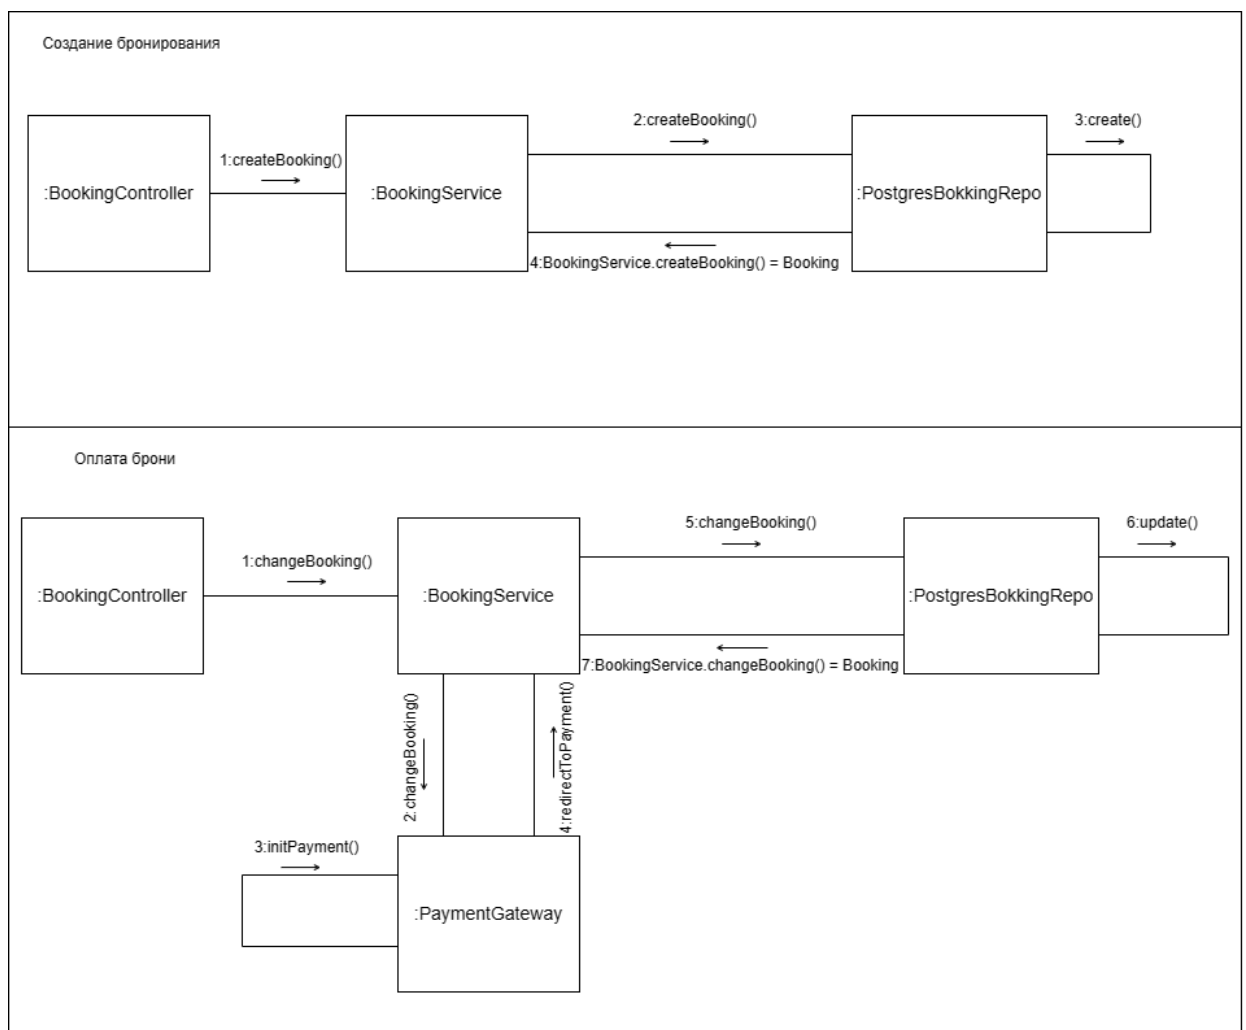 Создание бронирования
2:createBooking()
3:create()
1:createBooking()
:BookingController
:BookingService
:PostgresBokkingRepo
4:BookingService.createBooking() = Booking
Оплата брони
5:changeBooking()
6:update()
1:changeBooking()
:BookingController
:BookingService
:PostgresBokkingRepo
7:BookingService.changeBooking() = Booking
2:changeBooking()
4:redirectToPayment()
3:initPayment()
:PaymentGateway